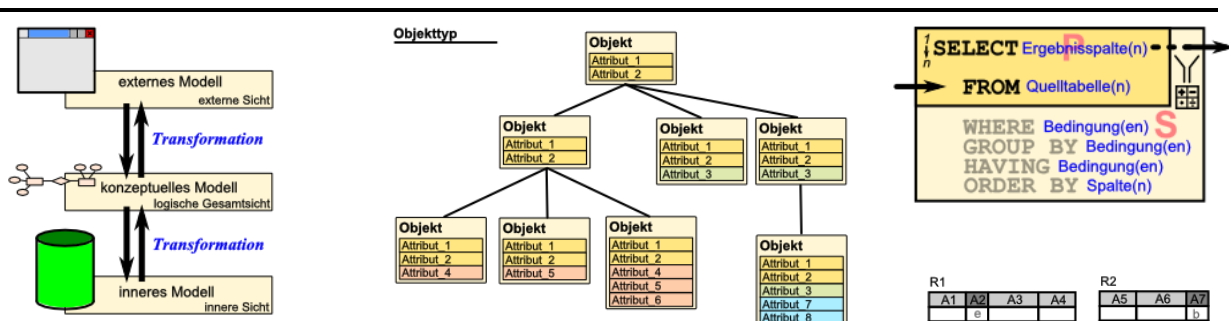 externes Modell
externe Sicht
Transformation
konzeptuelles Modell
logische Gesamtsicht
Transformation
inneres Modell
innere Sicht
Objekttyp
Objekt
Attribut_1
Attribut_2
Objekt
Attribut_1
Attribut_2
Objekt
Attribut_1
Attribut_2
Attribut_3
Objekt
Attribut_1
Attribut_2
Attribut_3
Objekt
Attribut_1
Attribut_2
Attribut_4
Objekt
Attribut_1
Attribut_2
Attribut_5
Objekt
Attribut_1
Attribut_2
Attribut_4
Attribut_5
Attribut_6
Objekt
Attribut_1
Attribut_2
Attribut_3
Attribut_7
Attribut_8
1
n
SELECT Ergebnisspalte(n)
P
FROM Quelltabelle(n)
WHERE Bedingung(en) S
GROUP BY Bedingung(en)
HAVING Bedingung(en)
ORDER BY Spalte(n)
R1
A1 A2 A3 A4
e
R2
A5 A6 A7
b